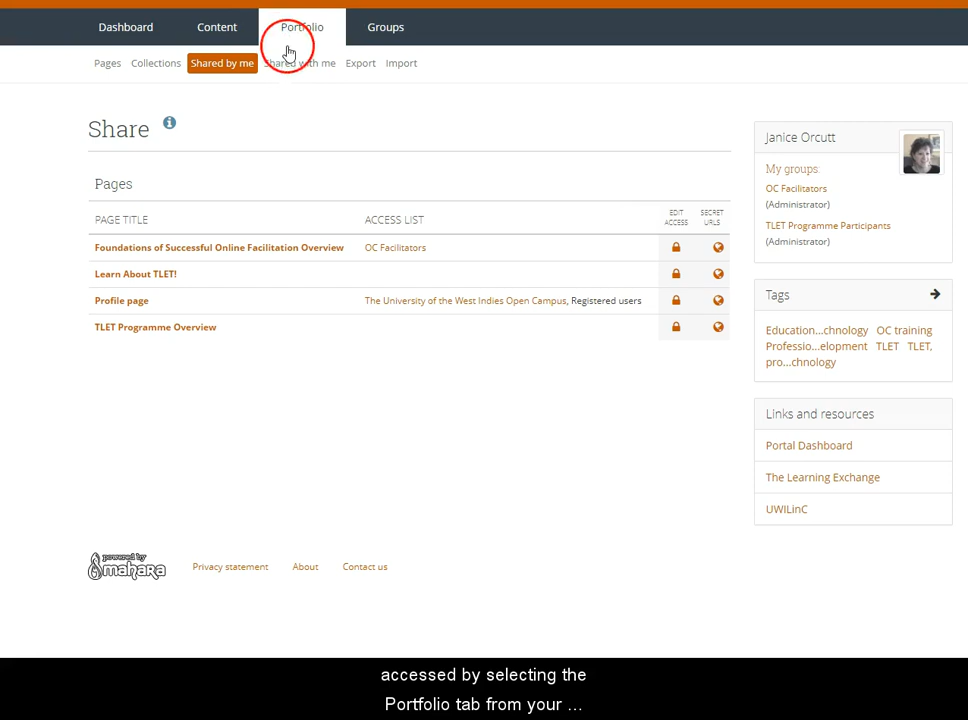 Dashboard Content Portfolio Groups
Pages Collections Shared by me Shared with me Export Import
Share
Pages
PAGE TITLE ACCESS LIST EDIT ACCESS SECRET URLS
Foundations of Successful Online Facilitation Overview OC Facilitators
Learn About TLET!
Profile page The University of the West Indies Open Campus, Registered users
TLET Programme Overview
Janice Orcutt
My groups:
OC Facilitators
(Administrator)
TLET Programme Participants
(Administrator)
Tags
Education...chnology OC training
Professio...elopment TLET TLET,
pro...chnology
Links and resources
Portal Dashboard
The Learning Exchange
UWILinC
powered by
mahara
Privacy statement About Contact us
accessed by selecting the
Portfolio tab from your ...